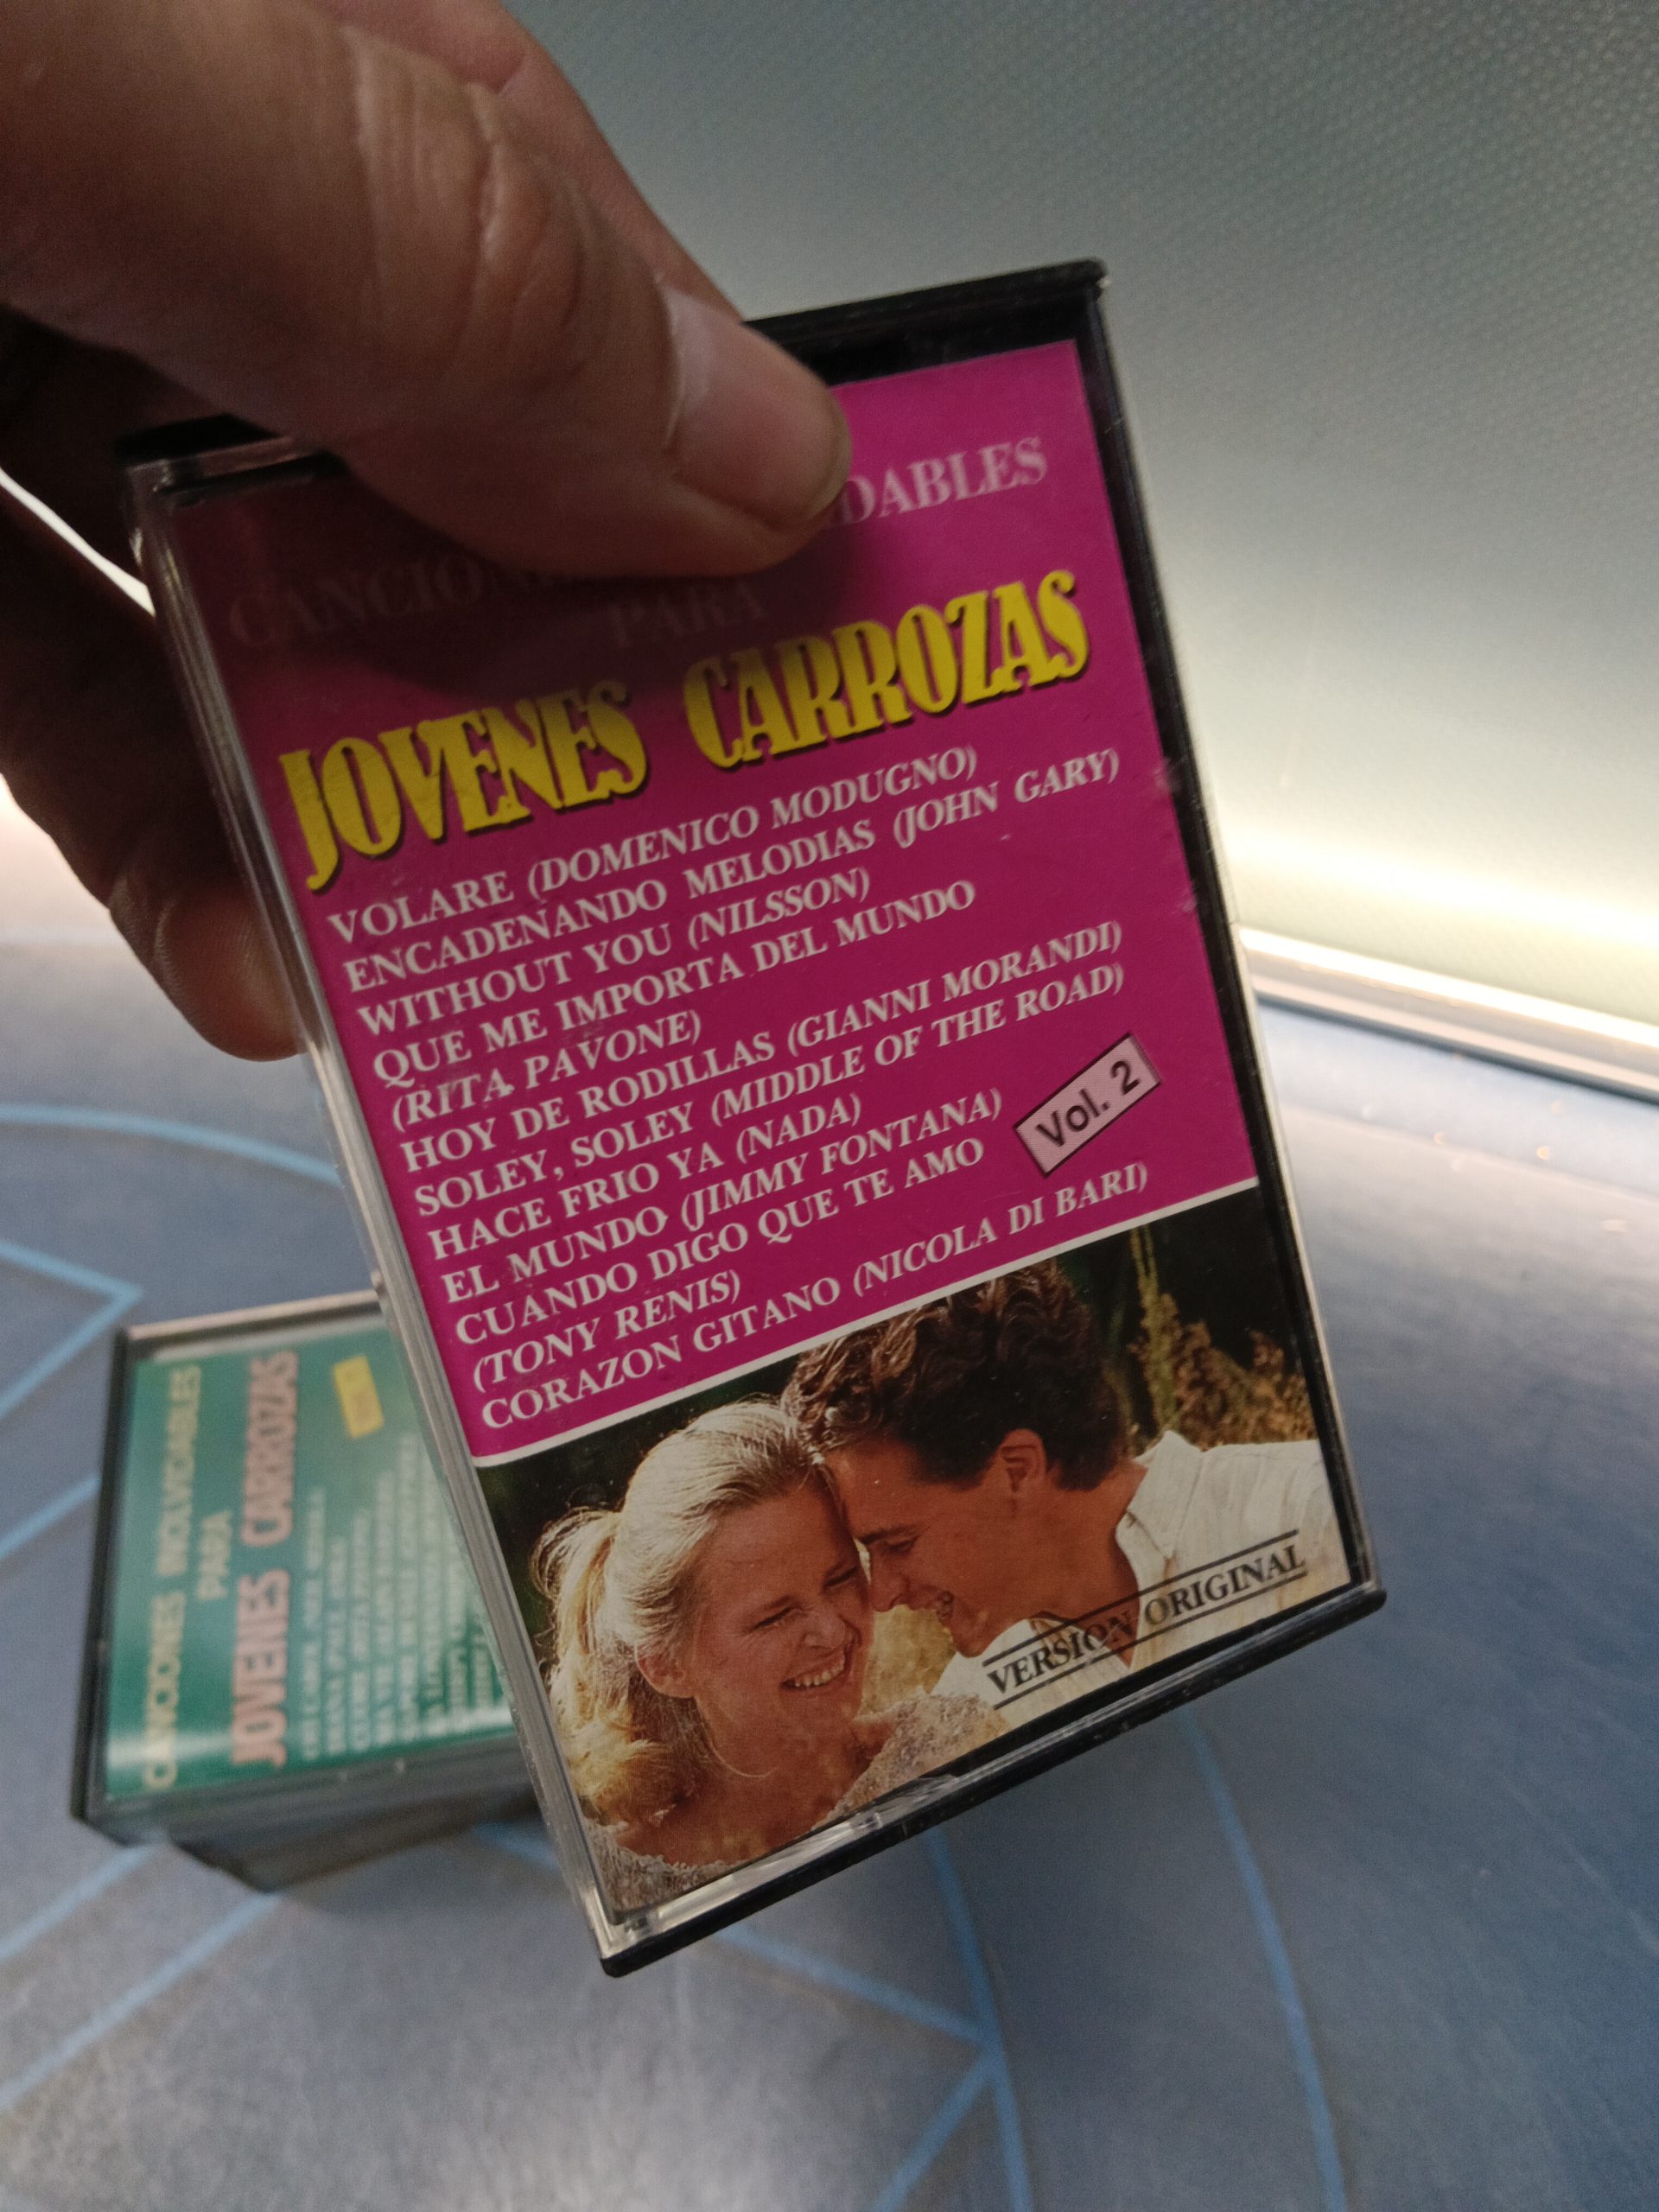 CANCION DABLES
PARA
JOVENES CARROZAS
VOLARE (DOMENICO MODUGNO)
ENCADENANDO MELODIAS (JOHN GARY)
WITHOUT YOU (NILSSON)
QUE ME IMPORTA DEL MUNDO
(RITA PAVONE)
HOY DE RODILLAS (GIANNI MORANDI)
SOLEY, SOLEY (MIDDLE OF THE ROAD)
HACE FRIO YA (NADA)
EL MUNDO (JIMMY FONTANA)
CUANDO DIGO QUE TE AMO
(TONY RENIS)
CORAZON GITANO (NICOLA DI BARI)
Vol. 2
VERSION ORIGINAL
CANCIONES INOLVIDABLES
PARA
JOVENES CARROZAS